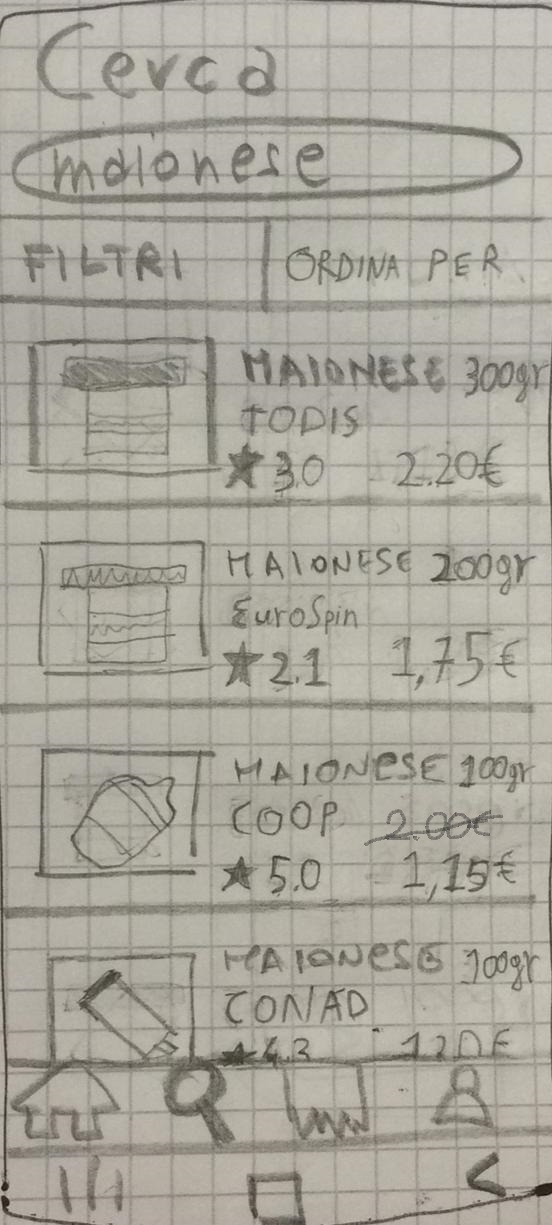 Cerca
maionese
FILTRI ORDINA PER
MAIONESE 300gr
TODIS
★ 3.0 2.20€
MAIONESE 200gr
EuroSpin
★ 2.1 1,75€
MAIONESE 100gr
COOP 2.00€
★ 5.0 1,15€
MAIONESE 100gr
CONAD
★ 4.3